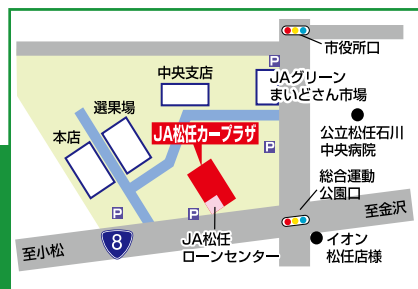 市役所口
P
中央支店
JAグリーン
まいどさん市場
選果場
本店
JA松任カープラザ
公立松任石川
中央病院
P
総合運動
公園口
P
P
至金沢
至小松
8
JA松任
ローンセンター
イオン
松任店様